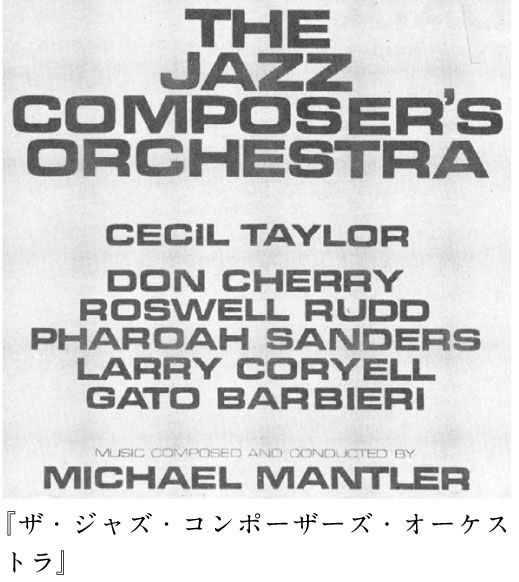 THE
JAZZ
COMPOSER'S
ORCHESTRA
CECIL TAYLOR
DON CHERRY
ROSWELL RUDD
PHAROAH SANDERS
LARRY CORYELL
GATO BARBIERI
MUSIC COMPOSED AND CONDUCTED BY
MICHAEL MANTLER
『ザ・ジャズ・コンポーザーズ・オーケス
トラ』